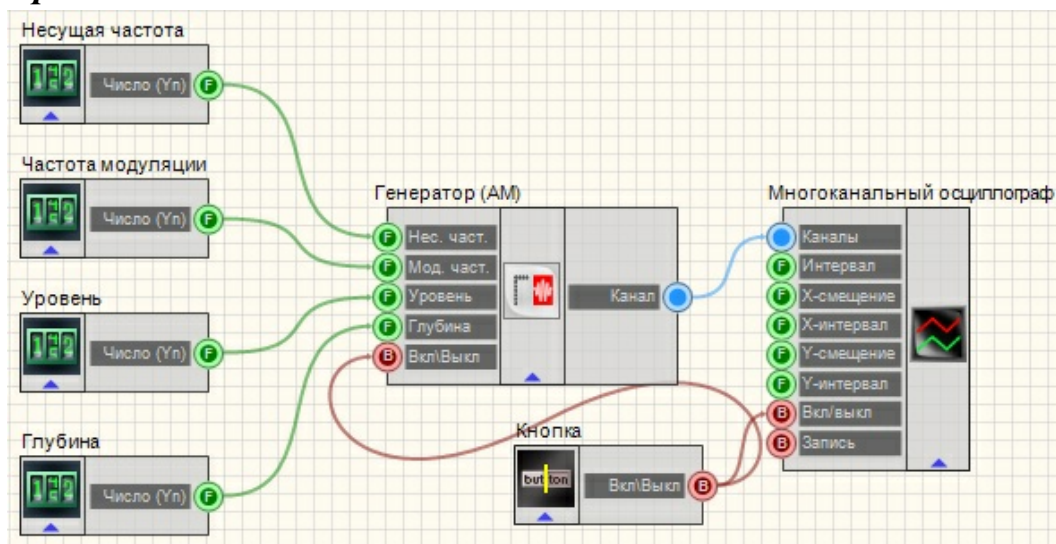 Несущая частота
Число (Yn)
Частота модуляции
Число (Yn)
Генератор (АМ)
Нес. част.
Мод. част.
Уровень
Глубина
Вкл\Выкл
Канал
Многоканальный осциллограф
Каналы
Интервал
X-смещение
X-интервал
Y-смещение
Y-интервал
Вкл/выкл
Запись
Уровень
Число (Yn)
Глубина
Число (Yn)
Кнопка
button
Вкл\Выкл